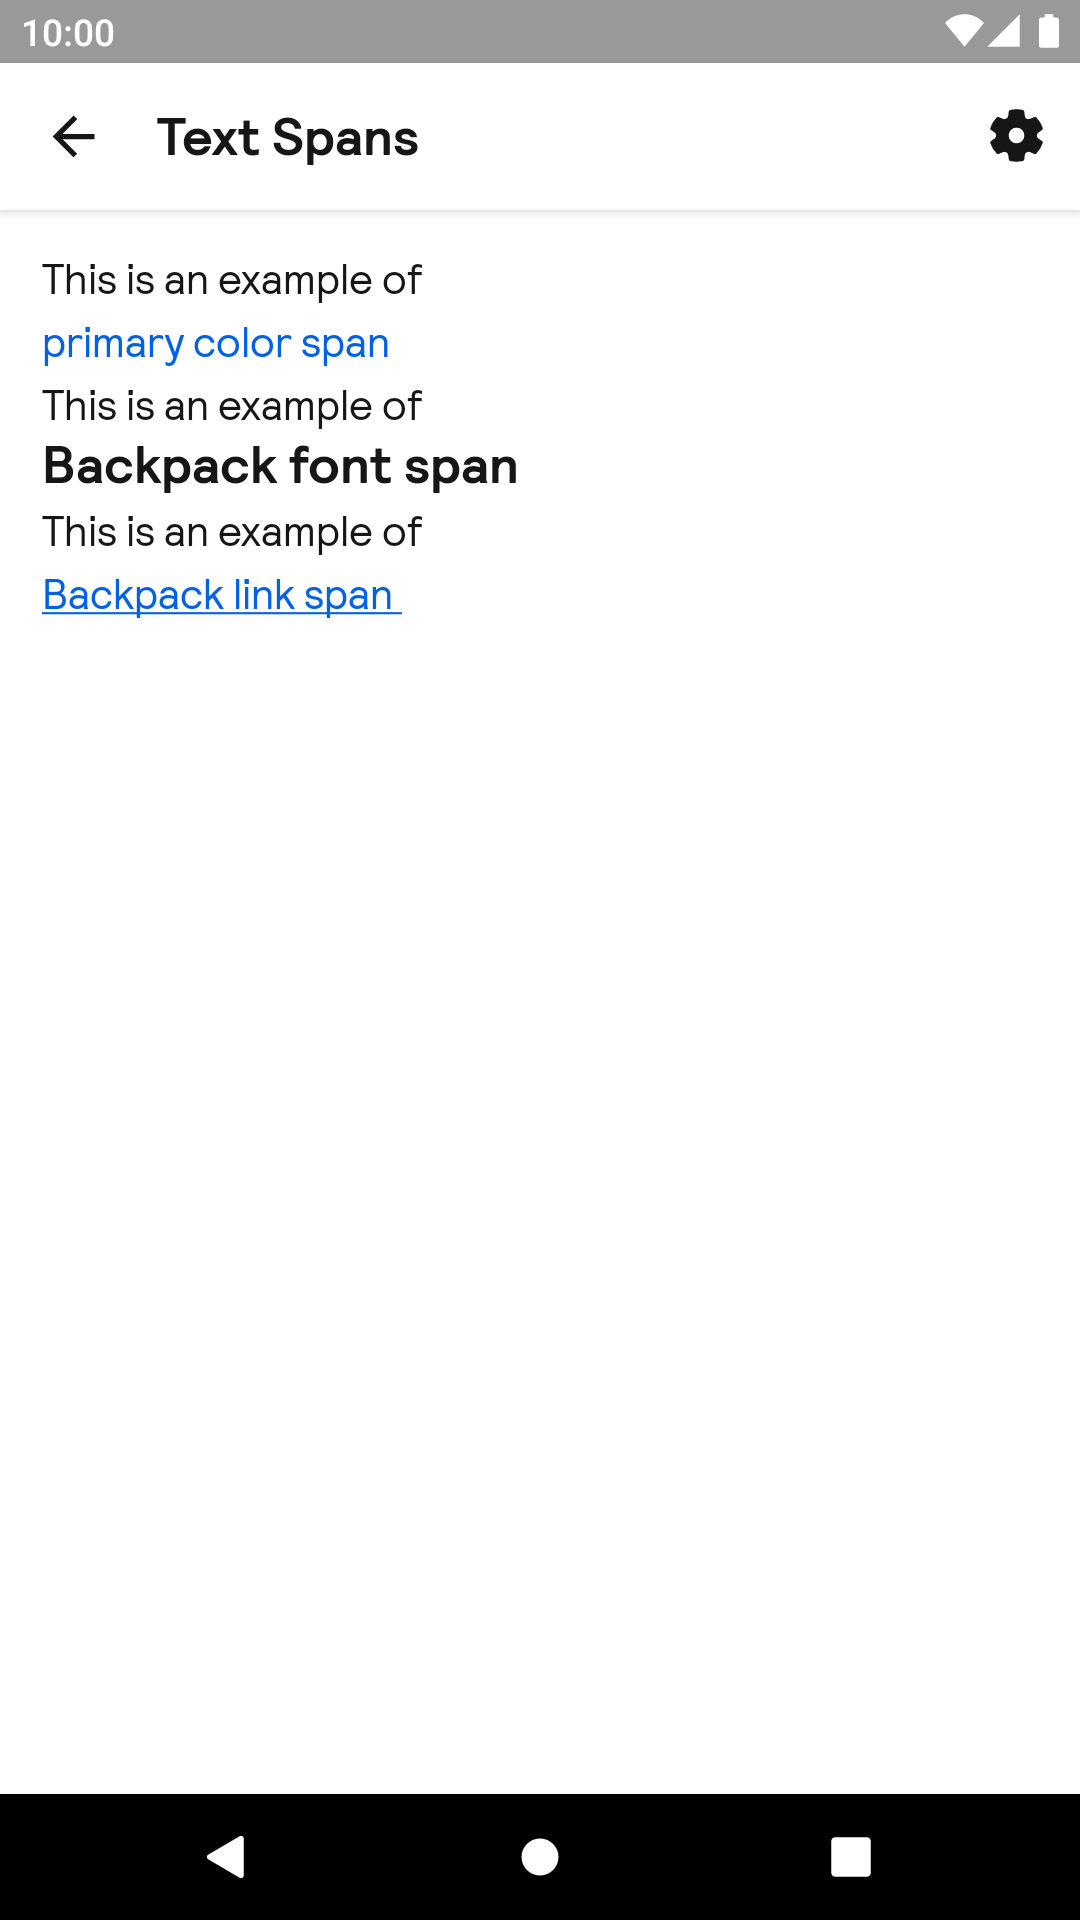 10:00
Text Spans
This is an example of
primary color span
This is an example of
Backpack font span
This is an example of
Backpack link span